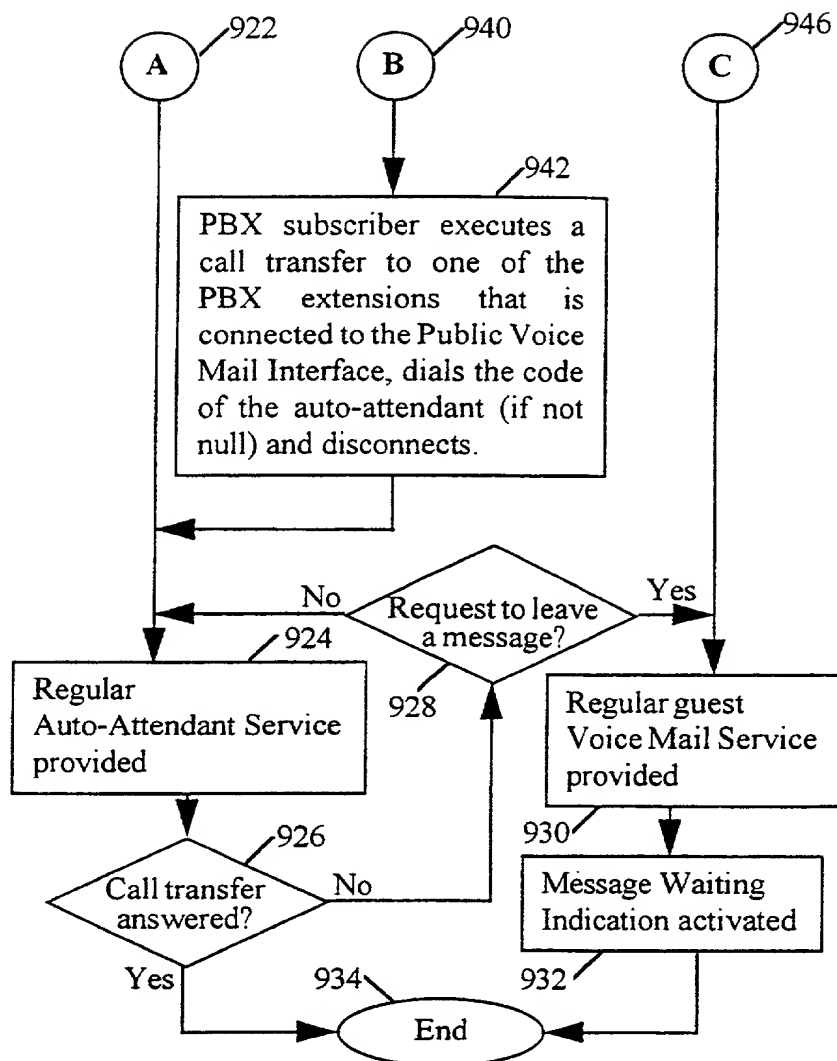 922
940
946
A
B
C
942
PBX subscriber executes a
call transfer to one of the
PBX extensions that is
connected to the Public Voice
Mail Interface, dials the code
of the auto-attendant (if not
null) and disconnects.
No
Request to leave
a message?
Yes
924
928
Regular
Auto-Attendant Service
provided
Regular guest
Voice Mail Service
provided
930
926
Call transfer
answered?
No
Message Waiting
Indication activated
932
Yes
934
End